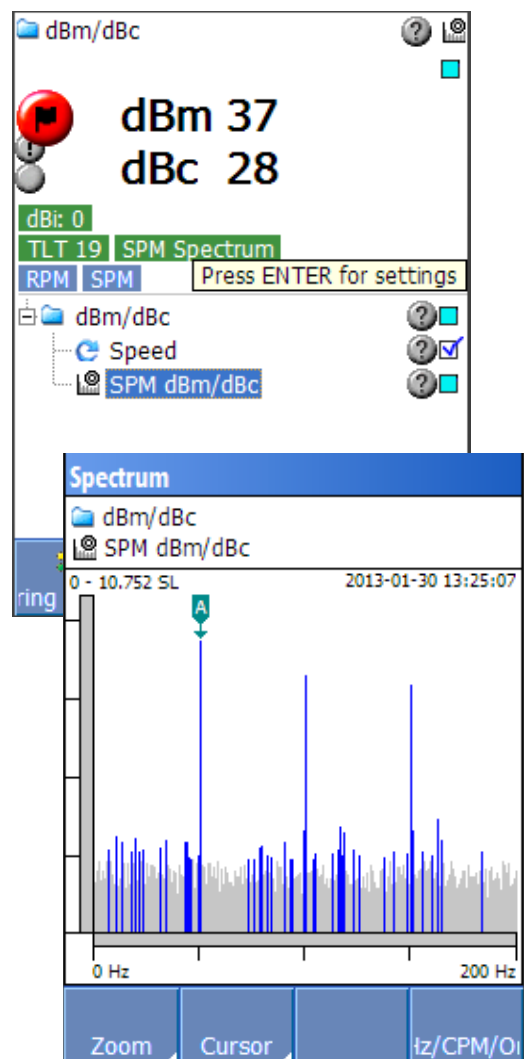 dBm/dBc
dBm 37
dBc 28
dBi: 0
TLT 19 SPM Spectrum
RPM SPM Press ENTER for settings
dBm/dBc
Speed
SPM dBm/dBc
ring
Spectrum
dBm/dBc
SPM dBm/dBc
0 - 10.752 SL 2013-01-30 13:25:07
A
0 Hz 200 Hz
Zoom Cursor Hz/CPM/O